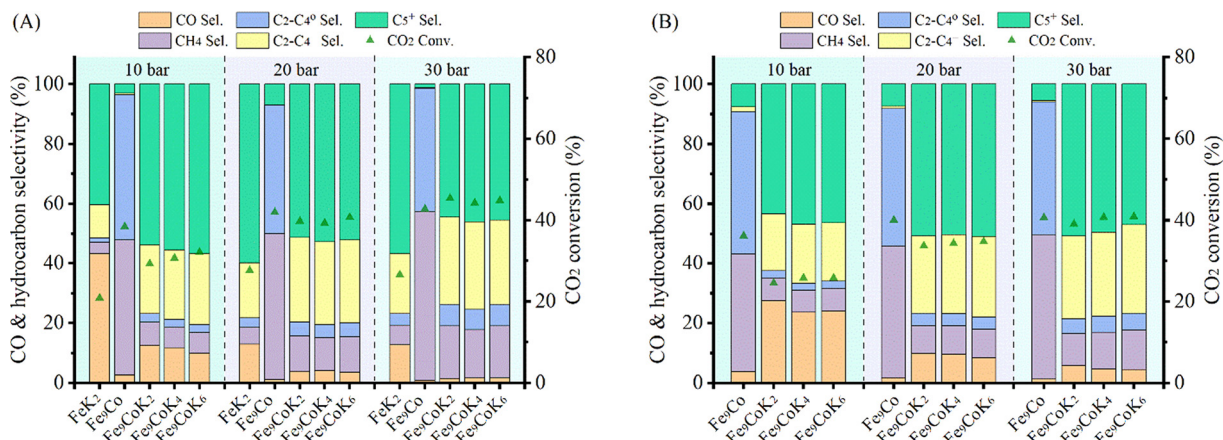 (A)
CO Sel. C₂-C₄⁰ Sel. C₅⁺ Sel.
CH₄ Sel. C₂-C₄ Sel. CO₂ Conv.
10 bar 20 bar 30 bar
CO & hydrocarbon selectivity (%)
100
80
60
40
20
0
CO₂ conversion (%)
80
60
40
20
0
FeK₂ Fe₉Co Fe₉CoK₂ Fe₉CoK₄ Fe₉CoK₆ FeK₂ Fe₉Co Fe₉CoK₂ Fe₉CoK₄ Fe₉CoK₆ FeK₂ Fe₉Co Fe₉CoK₂ Fe₉CoK₄ Fe₉CoK₆
(B)
CO Sel. C₂-C₄⁰ Sel. C₅⁺ Sel.
CH₄ Sel. C₂-C₄⁼ Sel. CO₂ Conv.
10 bar 20 bar 30 bar
CO & hydrocarbon selectivity (%)
100
80
60
40
20
0
CO₂ conversion (%)
80
60
40
20
0
Fe₉Co Fe₉CoK₂ Fe₉CoK₄ Fe₉CoK₆ Fe₉Co Fe₉CoK₂ Fe₉CoK₄ Fe₉CoK₆ Fe₉Co Fe₉CoK₂ Fe₉CoK₄ Fe₉CoK₆